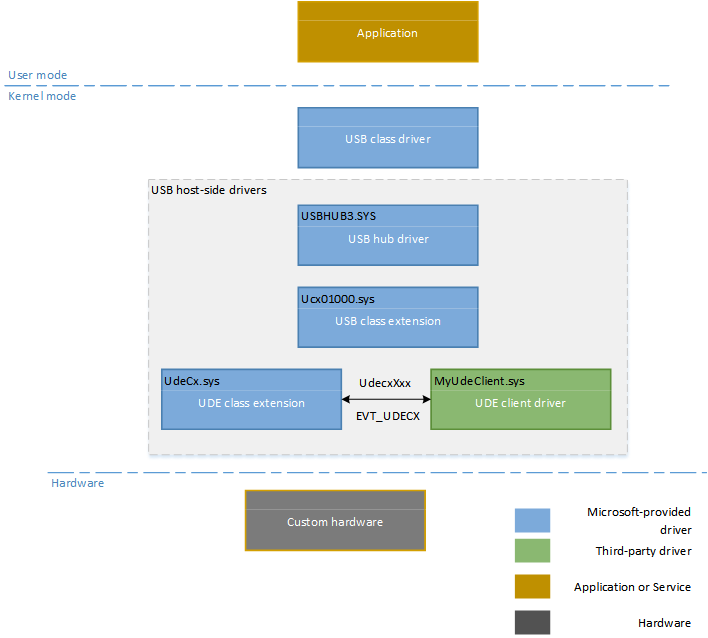 Application
User mode
Kernel mode
USB class driver
USB host-side drivers
USBHUB3.SYS
USB hub driver
Ucx01000.sys
USB class extension
UdeCx.sys
UDE class extension
UdecxXxx
EVT_UDECX
MyUdeClient.sys
UDE client driver
Hardware
Custom hardware
Microsoft-provided
driver
Third-party driver
Application or Service
Hardware